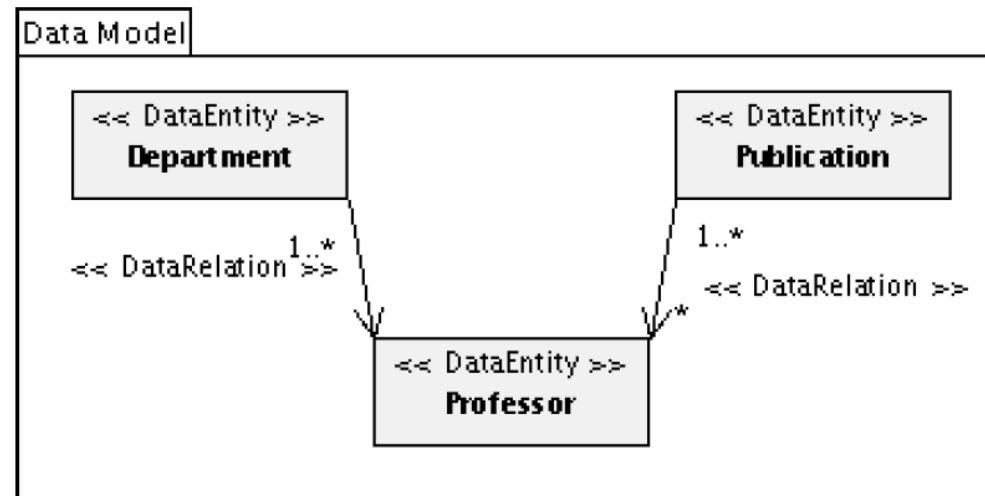 Data Model
<< DataEntity >>
Department
<< DataEntity >>
Publication
1..*
<< DataRelation >>
1..*
<< DataRelation >>
*
<< DataEntity >>
Professor